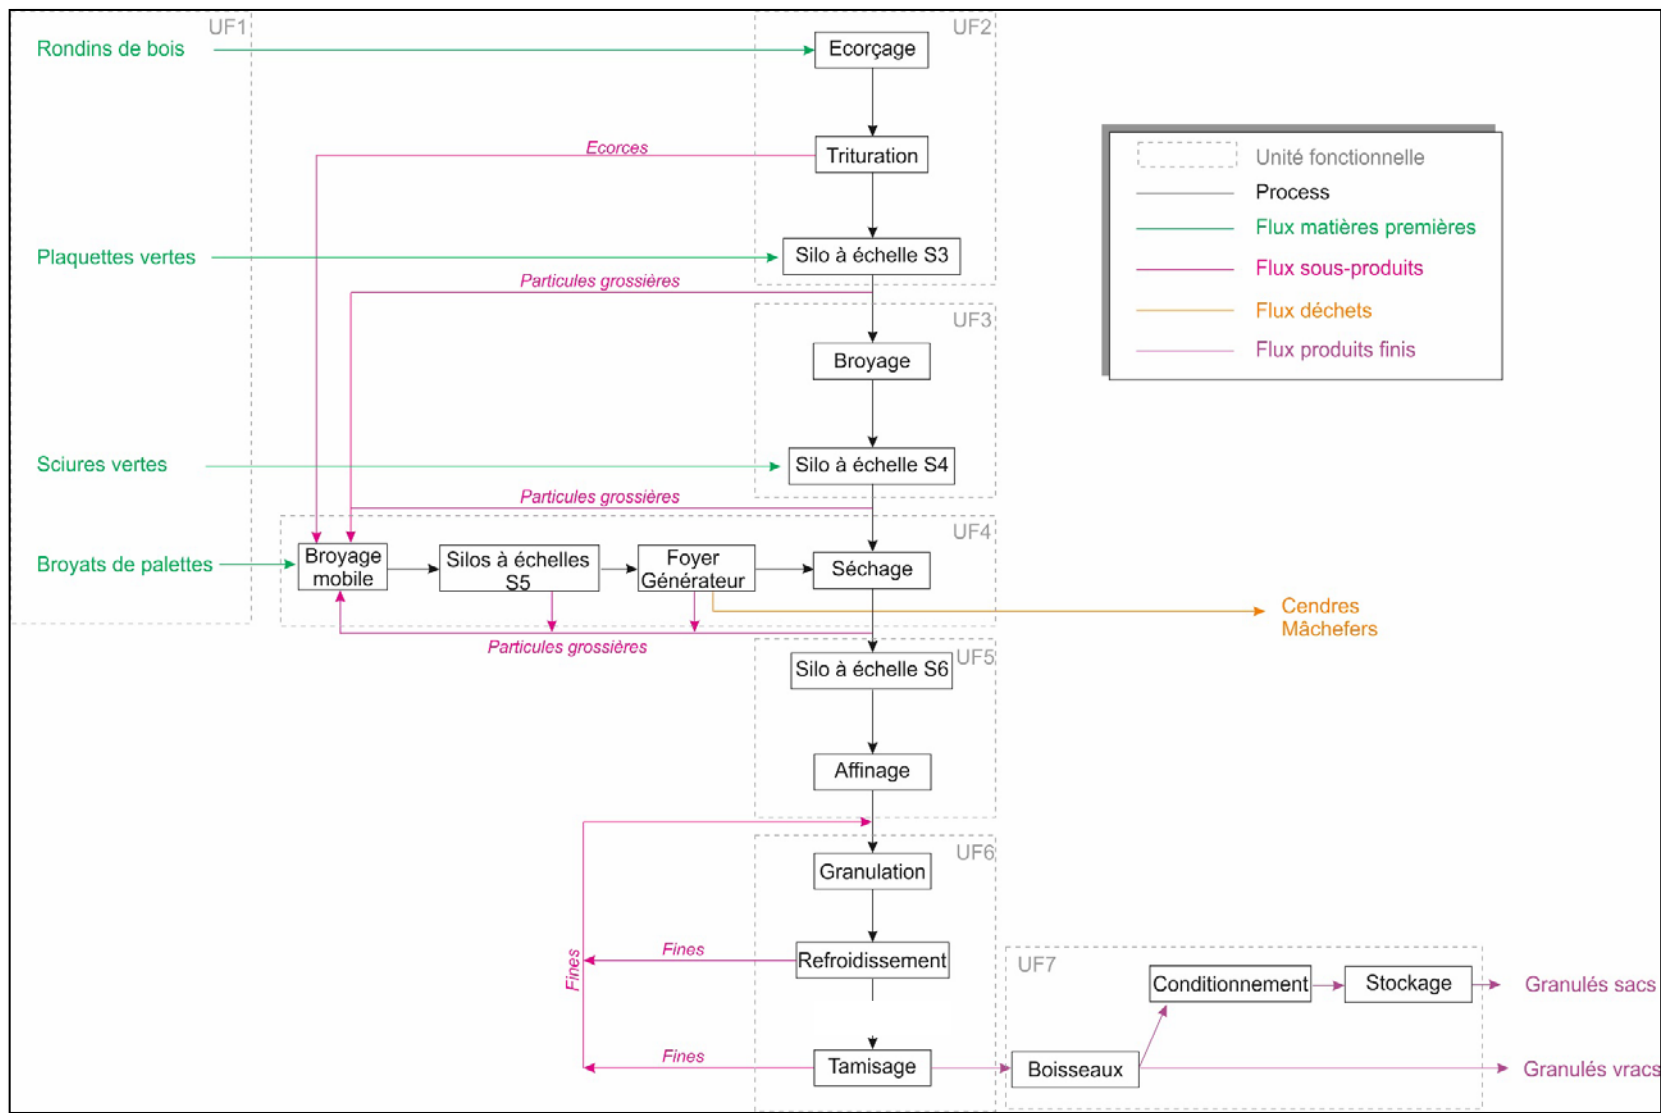 UF1
UF2
Rondins de bois
Ecorçage
Ecorces
Trituration
Unité fonctionnelle
Process
Flux matières premières
Flux sous-produits
Flux déchets
Flux produits finis
Plaquettes vertes
Silo à échelle S3
Particules grossières
UF3
Broyage
Sciures vertes
Silo à échelle S4
Particules grossières
UF4
Broyats de palettes
Broyage
mobile
Silos à échelles
S5
Foyer
Générateur
Séchage
Cendres
Mâchefers
Particules grossières
UF5
Silo à échelle S6
Affinage
UF6
Granulation
Fines
Fines
Refroidissement
UF7
Conditionnement
Stockage
Granulés sacs
Fines
Tamisage
Boisseaux
Granulés vracs